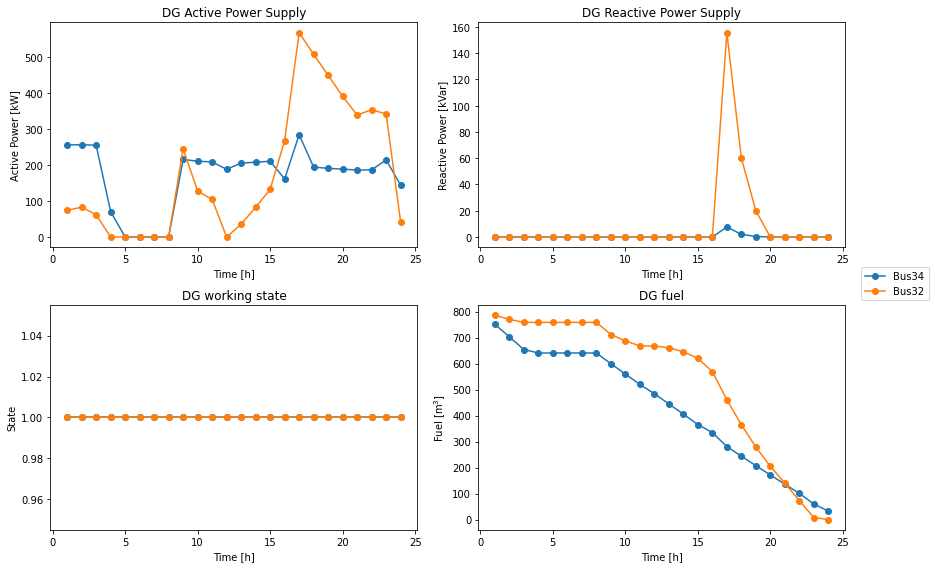 DG Active Power Supply
Active Power [kW]
500
400
300
200
100
0
0 5 10 15 20 25
Time [h]
DG Reactive Power Supply
Reactive Power [kVar]
160
140
120
100
80
60
40
20
0
0 5 10 15 20 25
Time [h]
Bus34
Bus32
DG working state
State
1.04
1.02
1.00
0.98
0.96
0 5 10 15 20 25
Time [h]
DG fuel
Fuel [m³]
800
700
600
500
400
300
200
100
0
0 5 10 15 20 25
Time [h]